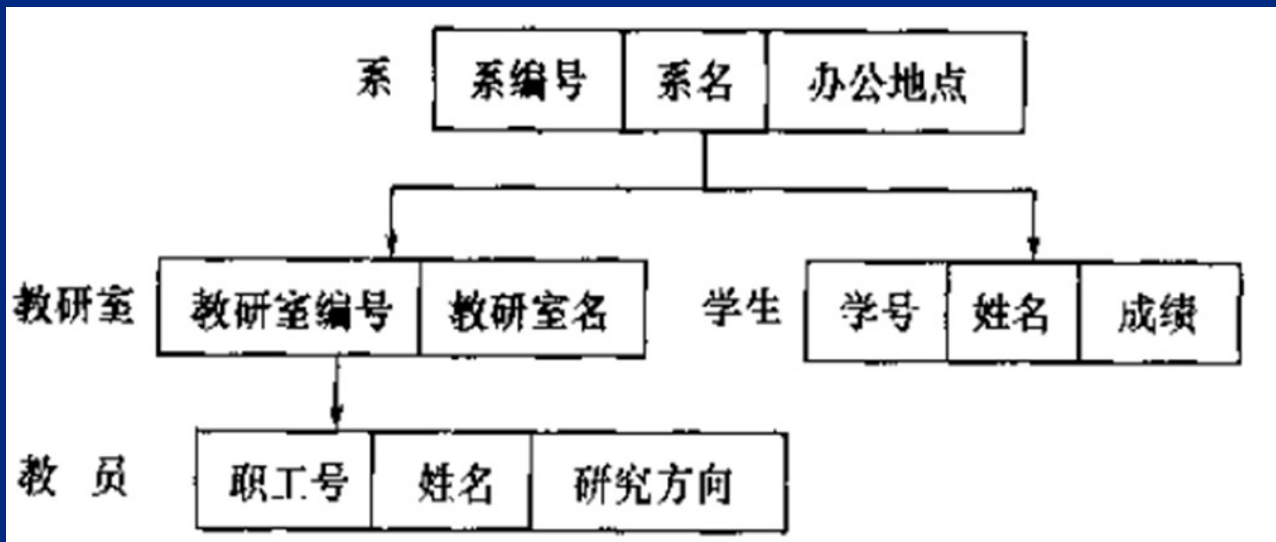 系 系编号 系名 办公地点
教研室 教研室编号 教研室名 学生 学号 姓名 成绩
教 员 职工号 姓名 研究方向